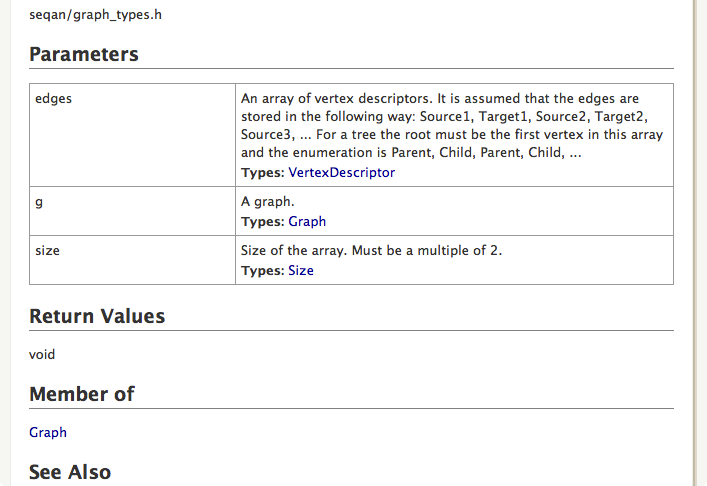 seqan/graph_types.h
Parameters
edges
An array of vertex descriptors. It is assumed that the edges are
stored in the following way: Source1, Target1, Source2, Target2,
Source3, ... For a tree the root must be the first vertex in this array
and the enumeration is Parent, Child, Parent, Child, ...
Types: VertexDescriptor
g
A graph.
Types: Graph
size
Size of the array. Must be a multiple of 2.
Types: Size
Return Values
void
Member of
Graph
See Also